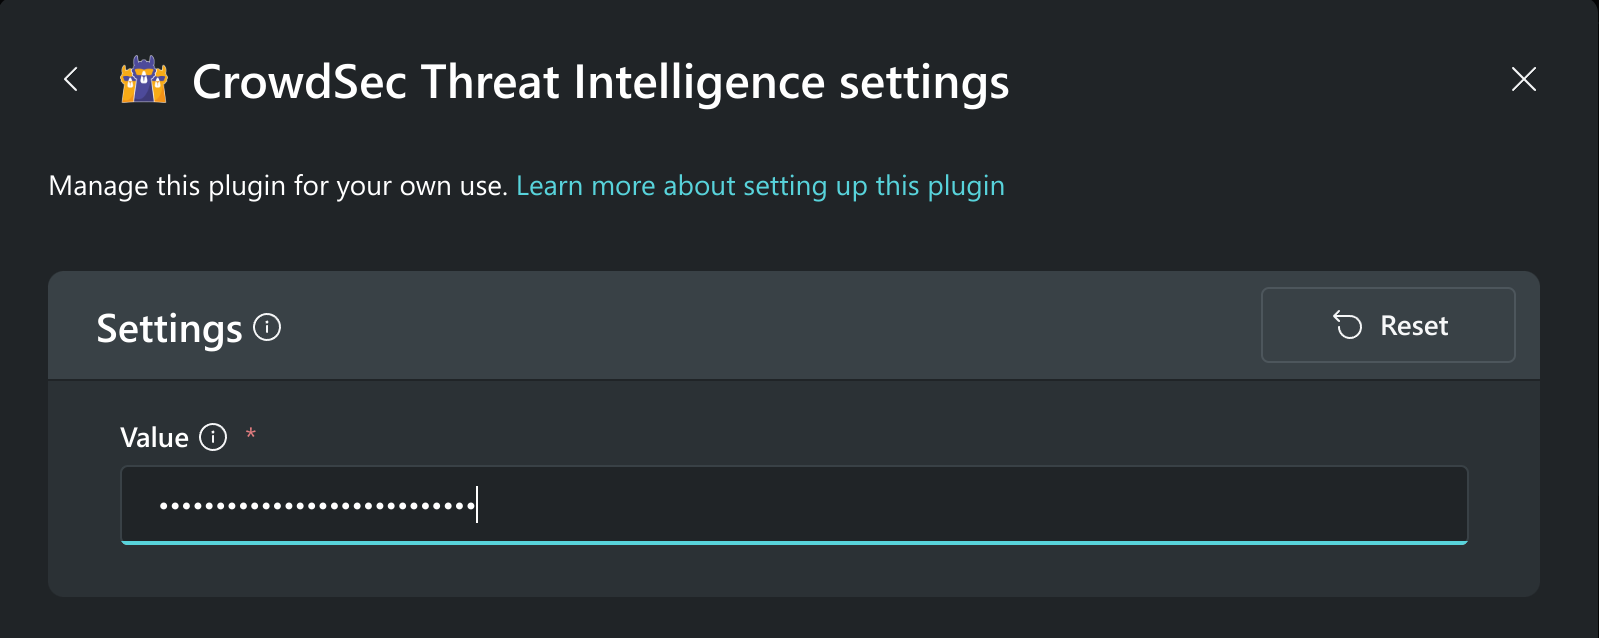 CrowdSec Threat Intelligence settings
Manage this plugin for your own use. Learn more about setting up this plugin
Settings
Reset
Value *
••••••••••••••••••••••••••••